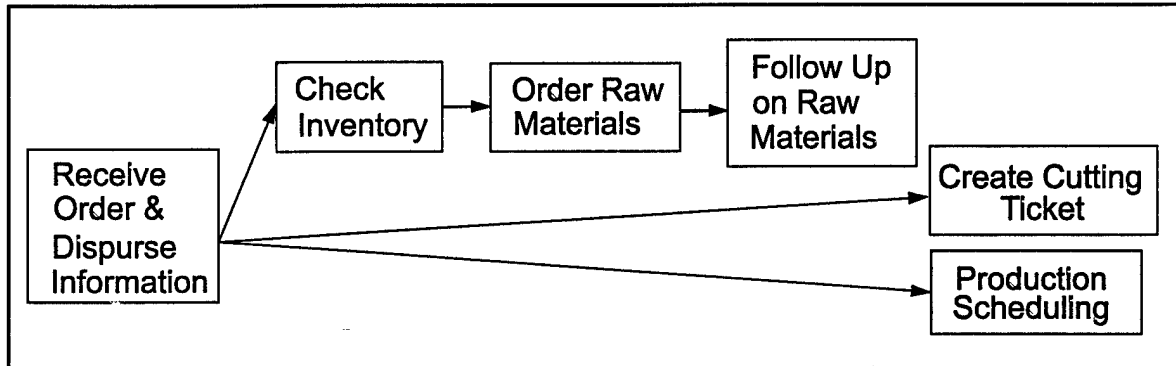 Receive
Order &
Dispurse
Information
Check
Inventory
Order Raw
Materials
Follow Up
on Raw
Materials
Create Cutting
Ticket
Production
Scheduling